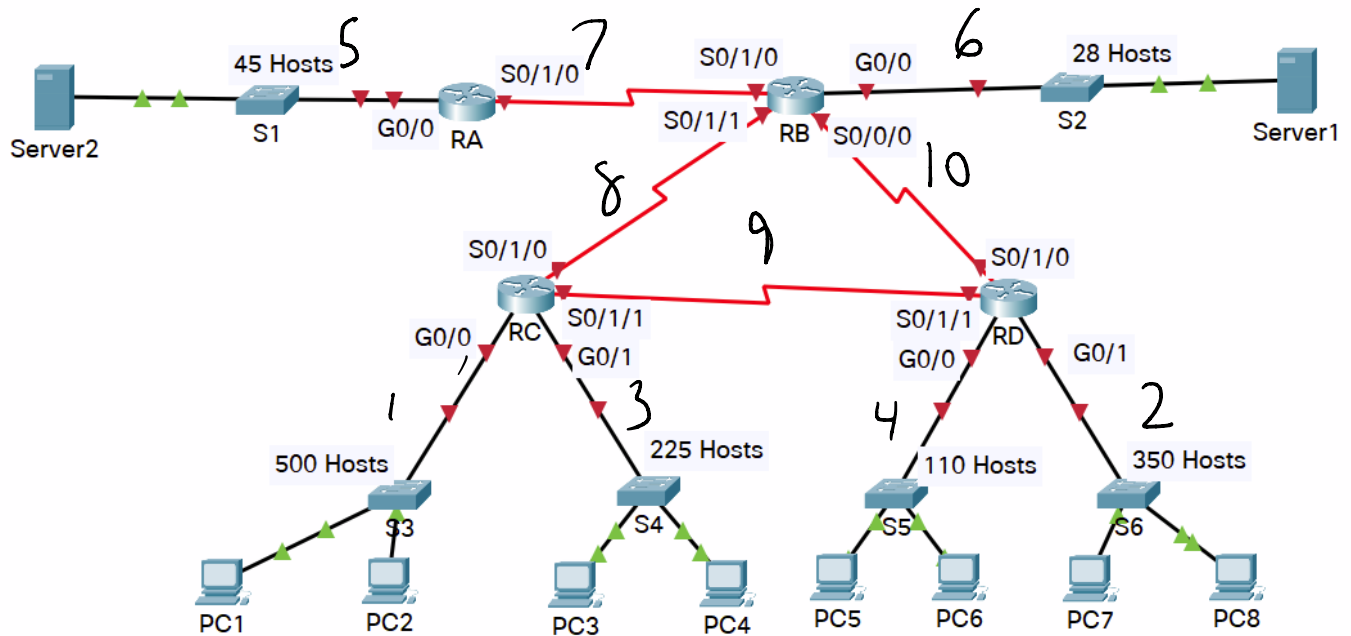 5
7
6
45 Hosts
S0/1/0
S0/1/0
G0/0
28 Hosts
Server2
S1
G0/0
RA
S0/1/1
RB
S0/0/0
S2
Server1
8
10
9
S0/1/0
S0/1/0
RC
S0/1/1
S0/1/1
RD
G0/0
G0/1
G0/0
G0/1
1
3
4
2
500 Hosts
225 Hosts
110 Hosts
350 Hosts
S3
S4
S5
S6
PC1
PC2
PC3
PC4
PC5
PC6
PC7
PC8